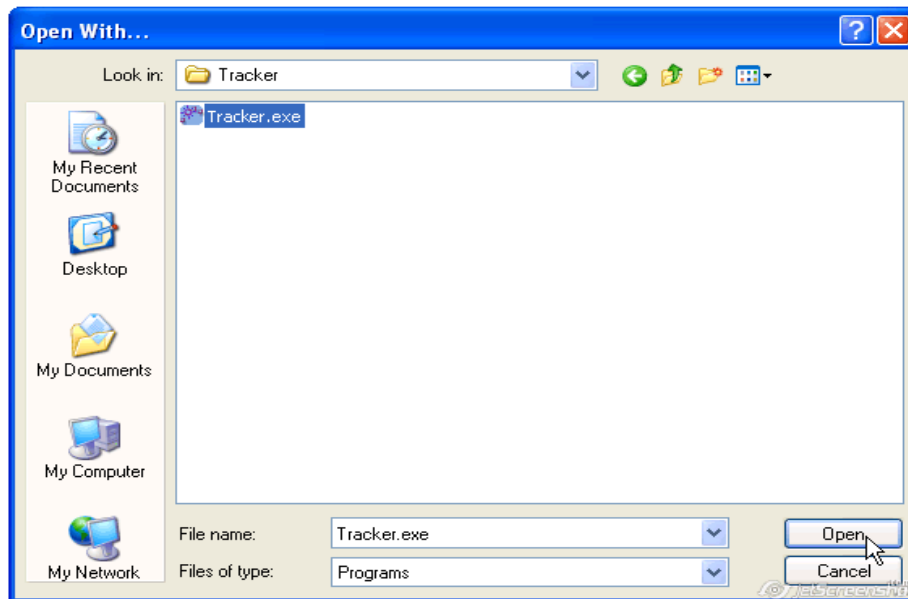 Open With...
Look in:
Tracker
My Recent
Documents
Desktop
My Documents
My Computer
My Network
Tracker.exe
File name:
Tracker.exe
Open
Files of type:
Programs
Cancel